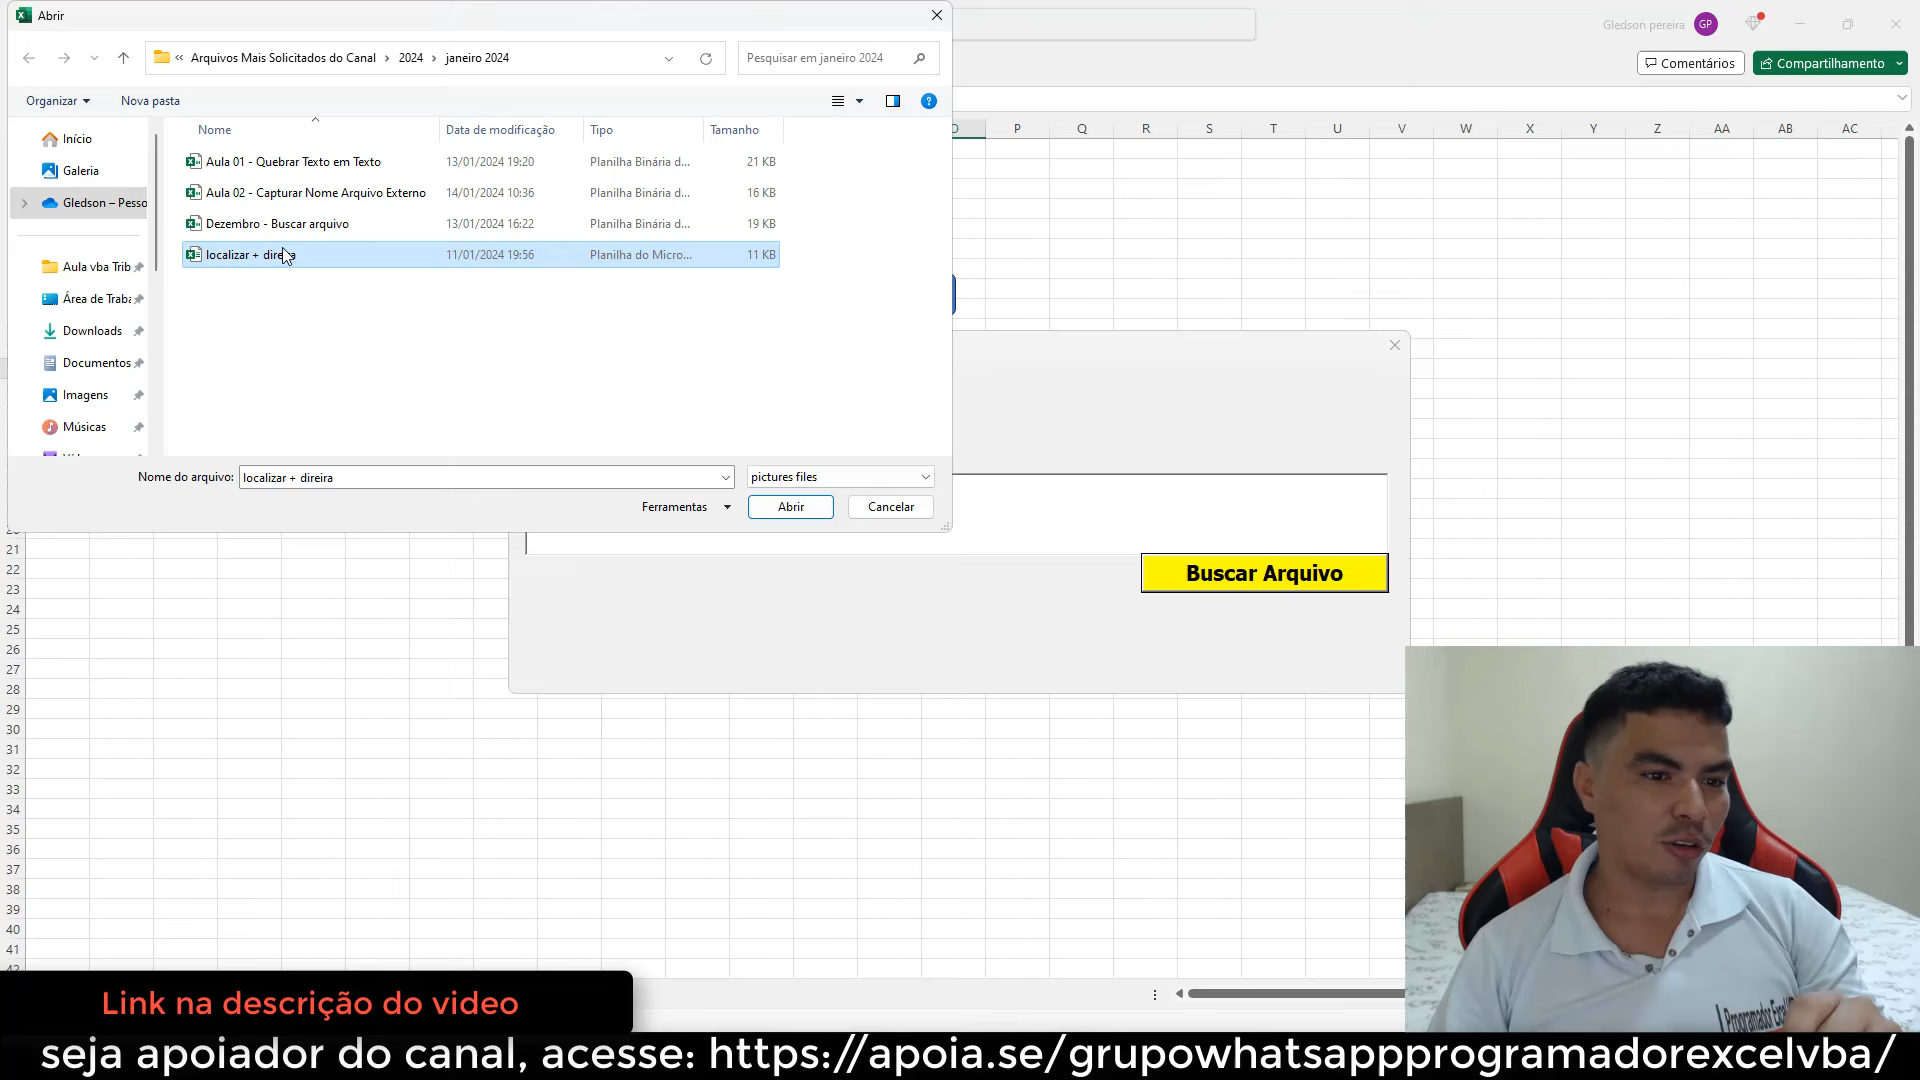 Abrir
Gledson pereira GP
« Arquivos Mais Solicitados do Canal › 2024 › janeiro 2024
Pesquisar em janeiro 2024
Comentários
Compartilhamento
Organizar
Nova pasta
Nome
Data de modificação
Tipo
Tamanho
P Q R S T U V W X Y Z AA AB AC
Início
Galeria
Gledson – Pesso
Aula vba Trib
Área de Traba
Downloads
Documentos
Imagens
Músicas
Aula 01 - Quebrar Texto em Texto 13/01/2024 19:20 Planilha Binária d... 21 KB
Aula 02 - Capturar Nome Arquivo Externo 14/01/2024 10:36 Planilha Binária d... 16 KB
Dezembro - Buscar arquivo 13/01/2024 16:22 Planilha Binária d... 19 KB
localizar + direira 11/01/2024 19:56 Planilha do Micro... 11 KB
Nome do arquivo: localizar + direira
pictures files
Ferramentas
Abrir
Cancelar
Buscar Arquivo
21
22
23
24
25
26
27
28
29
30
31
32
33
34
35
36
37
38
39
40
41
42
I Programador Excel
Link na descrição do video
seja apoiador do canal, acesse: https://apoia.se/grupowhatsappprogramadorexcelvba/